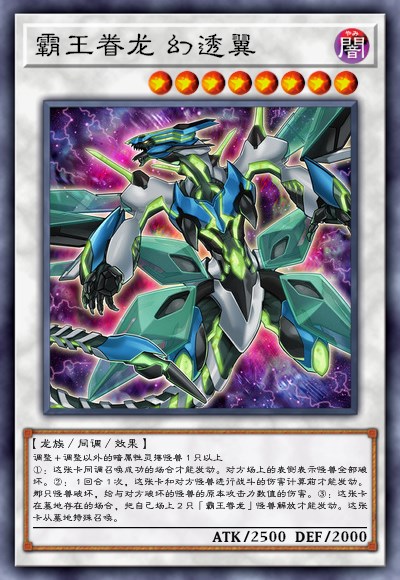 霸王眷龙 幻透翼
やみ
闇
【龙族／同调／效果】
调整＋调整以外的暗属性灵摆怪兽1只以上
①：这张卡同调召唤成功的场合才能发动。对方场上的表侧表示怪兽全部破
坏。②：1回合1次，这张卡和对方怪兽进行战斗的伤害计算前才能发动。
那只怪兽破坏，给与对方破坏的怪兽的原本攻击力数值的伤害。③：这张卡
在墓地存在的场合，把自己场上2只「霸王眷龙」怪兽解放才能发动。这张
卡从墓地特殊召唤。
ATK/2500 DEF/2000